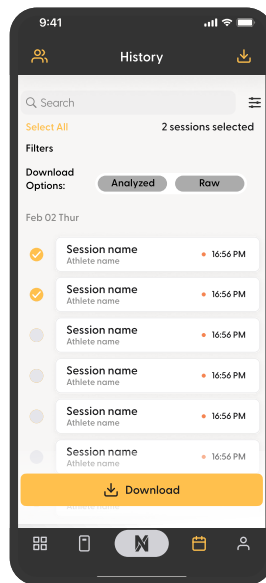 9:41
History
Search
Select All
2 sessions selected
Filters
Download
Options:
Analyzed
Raw
Feb 02 Thur
Session name
Athlete name
16:56 PM
Session name
Athlete name
16:56 PM
Session name
Athlete name
16:56 PM
Session name
Athlete name
16:56 PM
Session name
Athlete name
16:56 PM
Session name
Athlete name
16:56 PM
Download